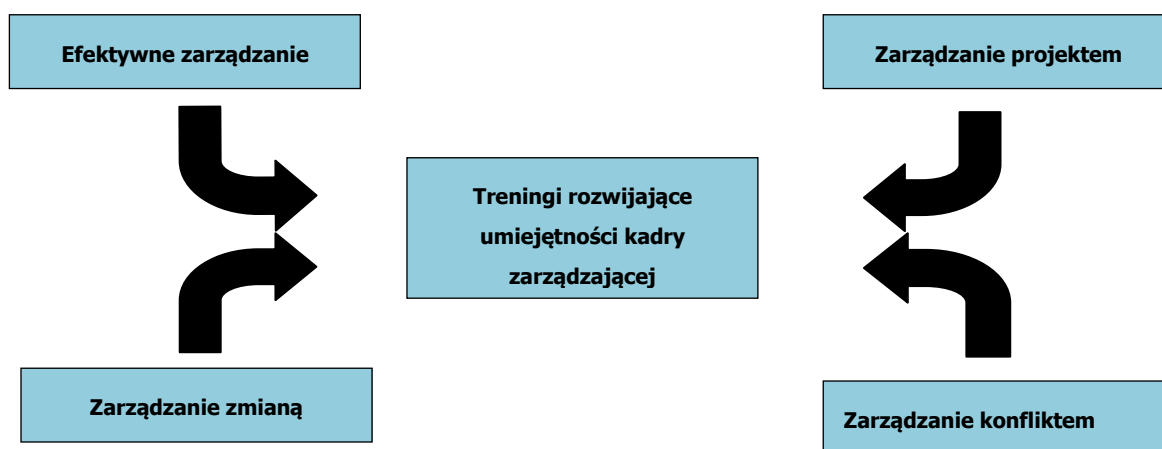 Efektywne zarządzanie
Zarządzanie projektem
Treningi rozwijające
umiejętności kadry
zarządzającej
Zarządzanie zmianą
Zarządzanie konfliktem